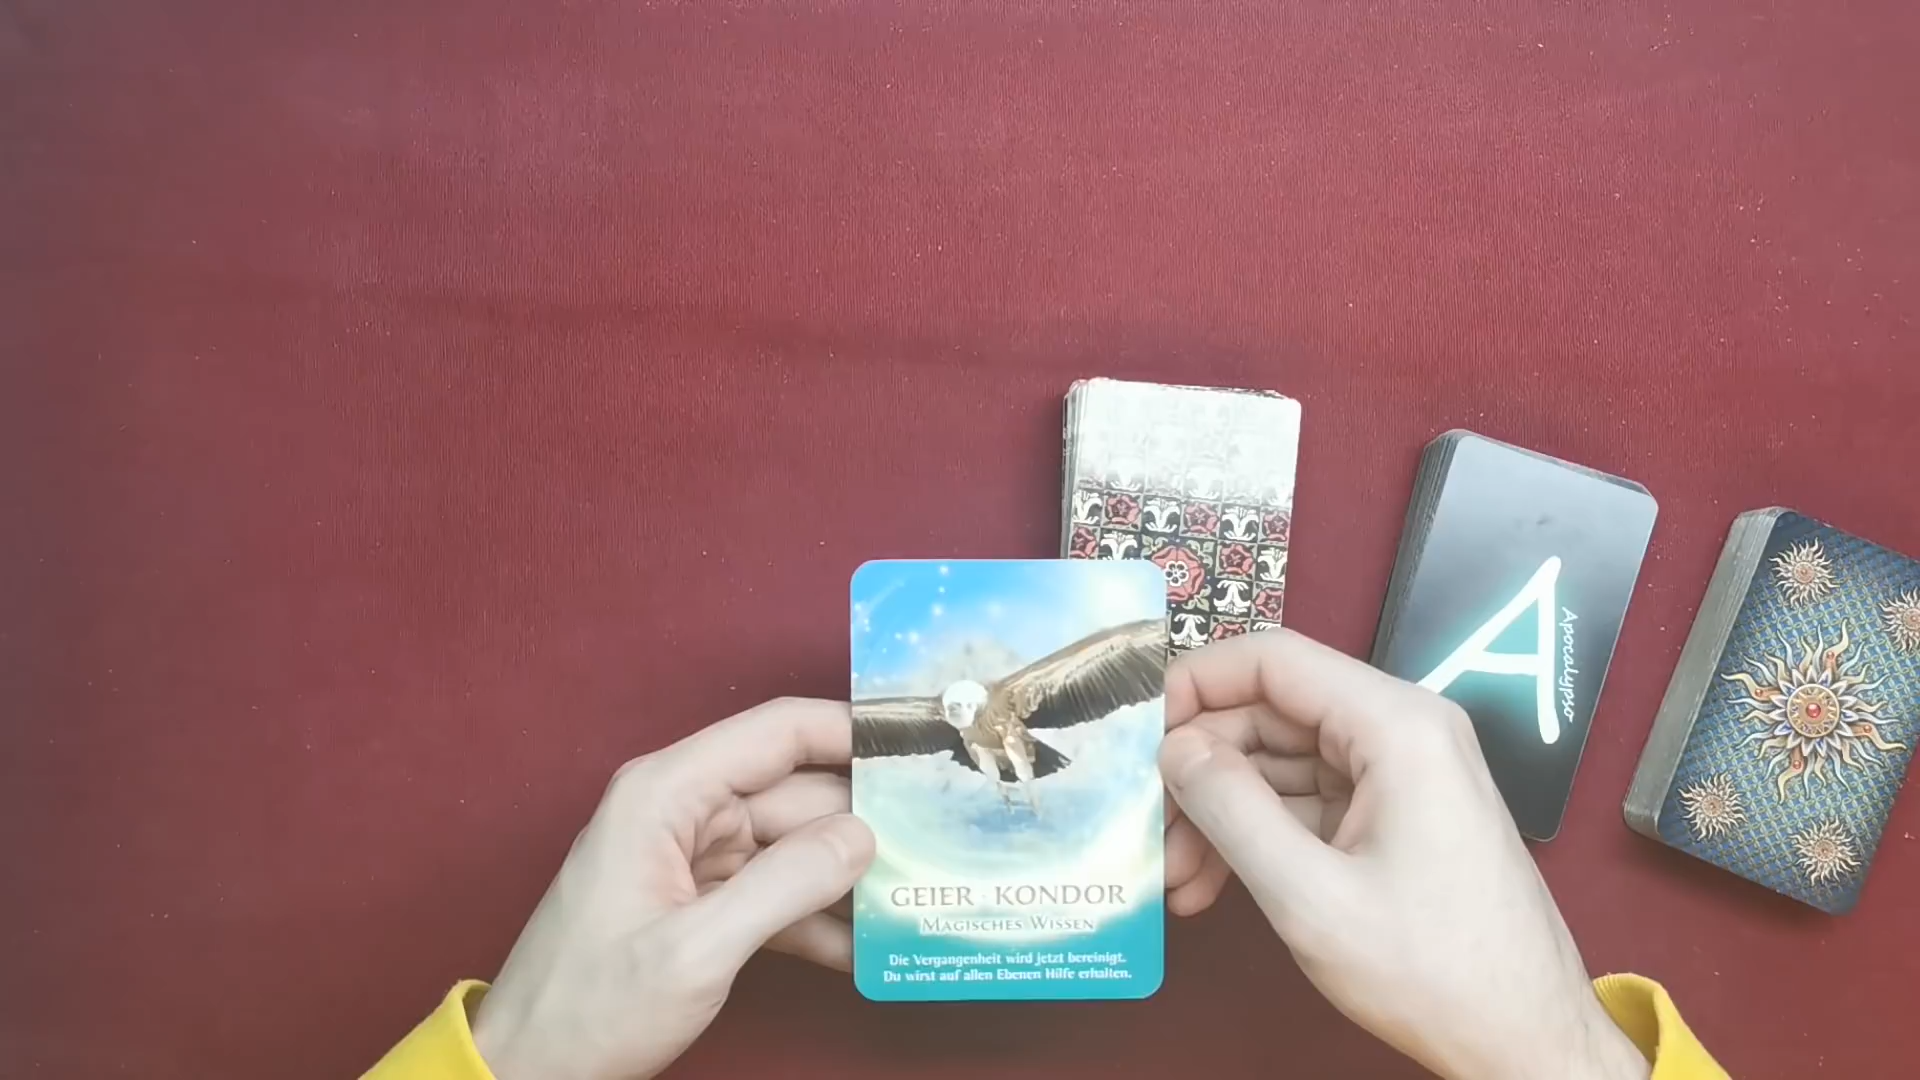 A
Apocalypso
GEIER · KONDOR
MAGISCHES WISSEN
Die Vergangenheit wird jetzt bereinigt.
Du wirst auf allen Ebenen Hilfe erhalten.